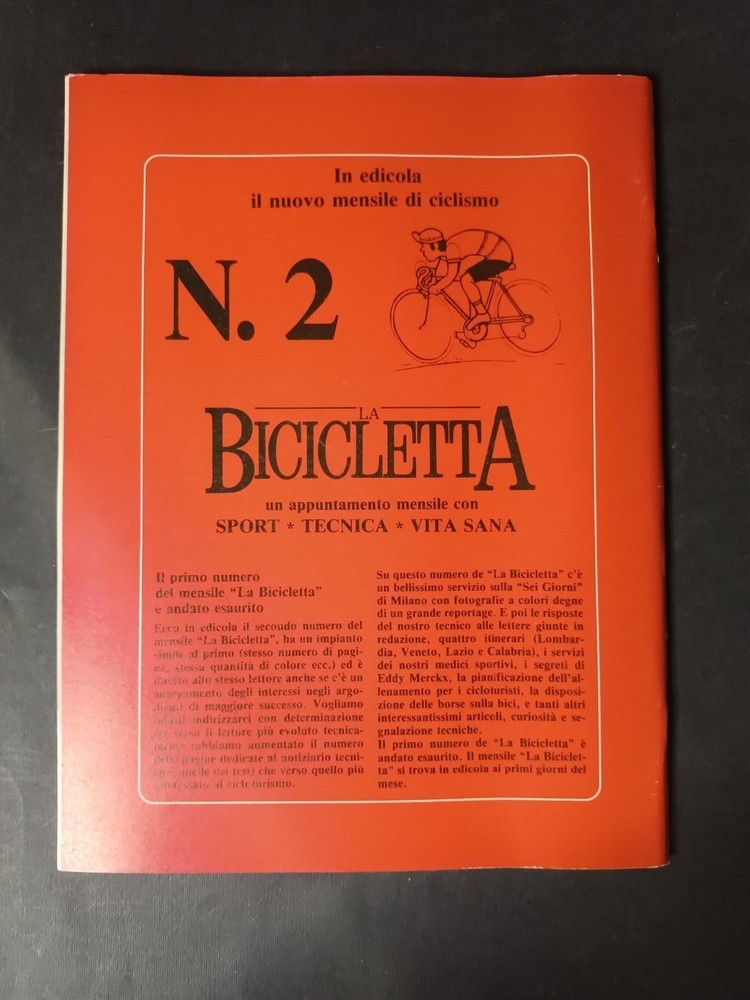 In edicola
il nuovo mensile di ciclismo
N. 2
LA
BICICLETTA
un appuntamento mensile con
SPORT * TECNICA * VITA SANA
Il primo numero
del mensile “La Bicicletta”
e andato esaurito
Ecco in edicola il secondo numero del
mensile “La Bicicletta”, ha un impianto
simile al primo (stesso numero di pagi-
ne, stessa quantità di colore ecc.) ed è
diretto allo stesso lettore anche se c'è un
allargamento degli interessi negli argo-
menti di maggiore successo. Vogliamo
infatti indirizzarci con determinazione
sia verso il lettore più evoluto tecnica-
mente (abbiamo aumentato il numero
delle pagine dedicate al notiziario tecni-
co e quelle dei test) che verso quello più
interessato al cicloturismo.
Su questo numero de “La Bicicletta” c'è
un bellissimo servizio sulla “Sei Giorni”
di Milano con fotografie a colori degne
di un grande reportage. E poi le risposte
del nostro tecnico alle lettere giunte in
redazione, quattro itinerari (Lombar-
dia, Veneto, Lazio e Calabria), i servizi
dei nostri medici sportivi, i segreti di
Eddy Merckx, la pianificazione dell'al-
lenamento per i cicloturisti, la disposi-
zione delle borse sulla bici, e tanti altri
interessantissimi articoli, curiosità e se-
gnalazione tecniche.
Il primo numero de “La Bicicletta” è
andato esaurito. Il mensile “La Biciclet-
ta” si trova in edicola ai primi giorni del
mese.